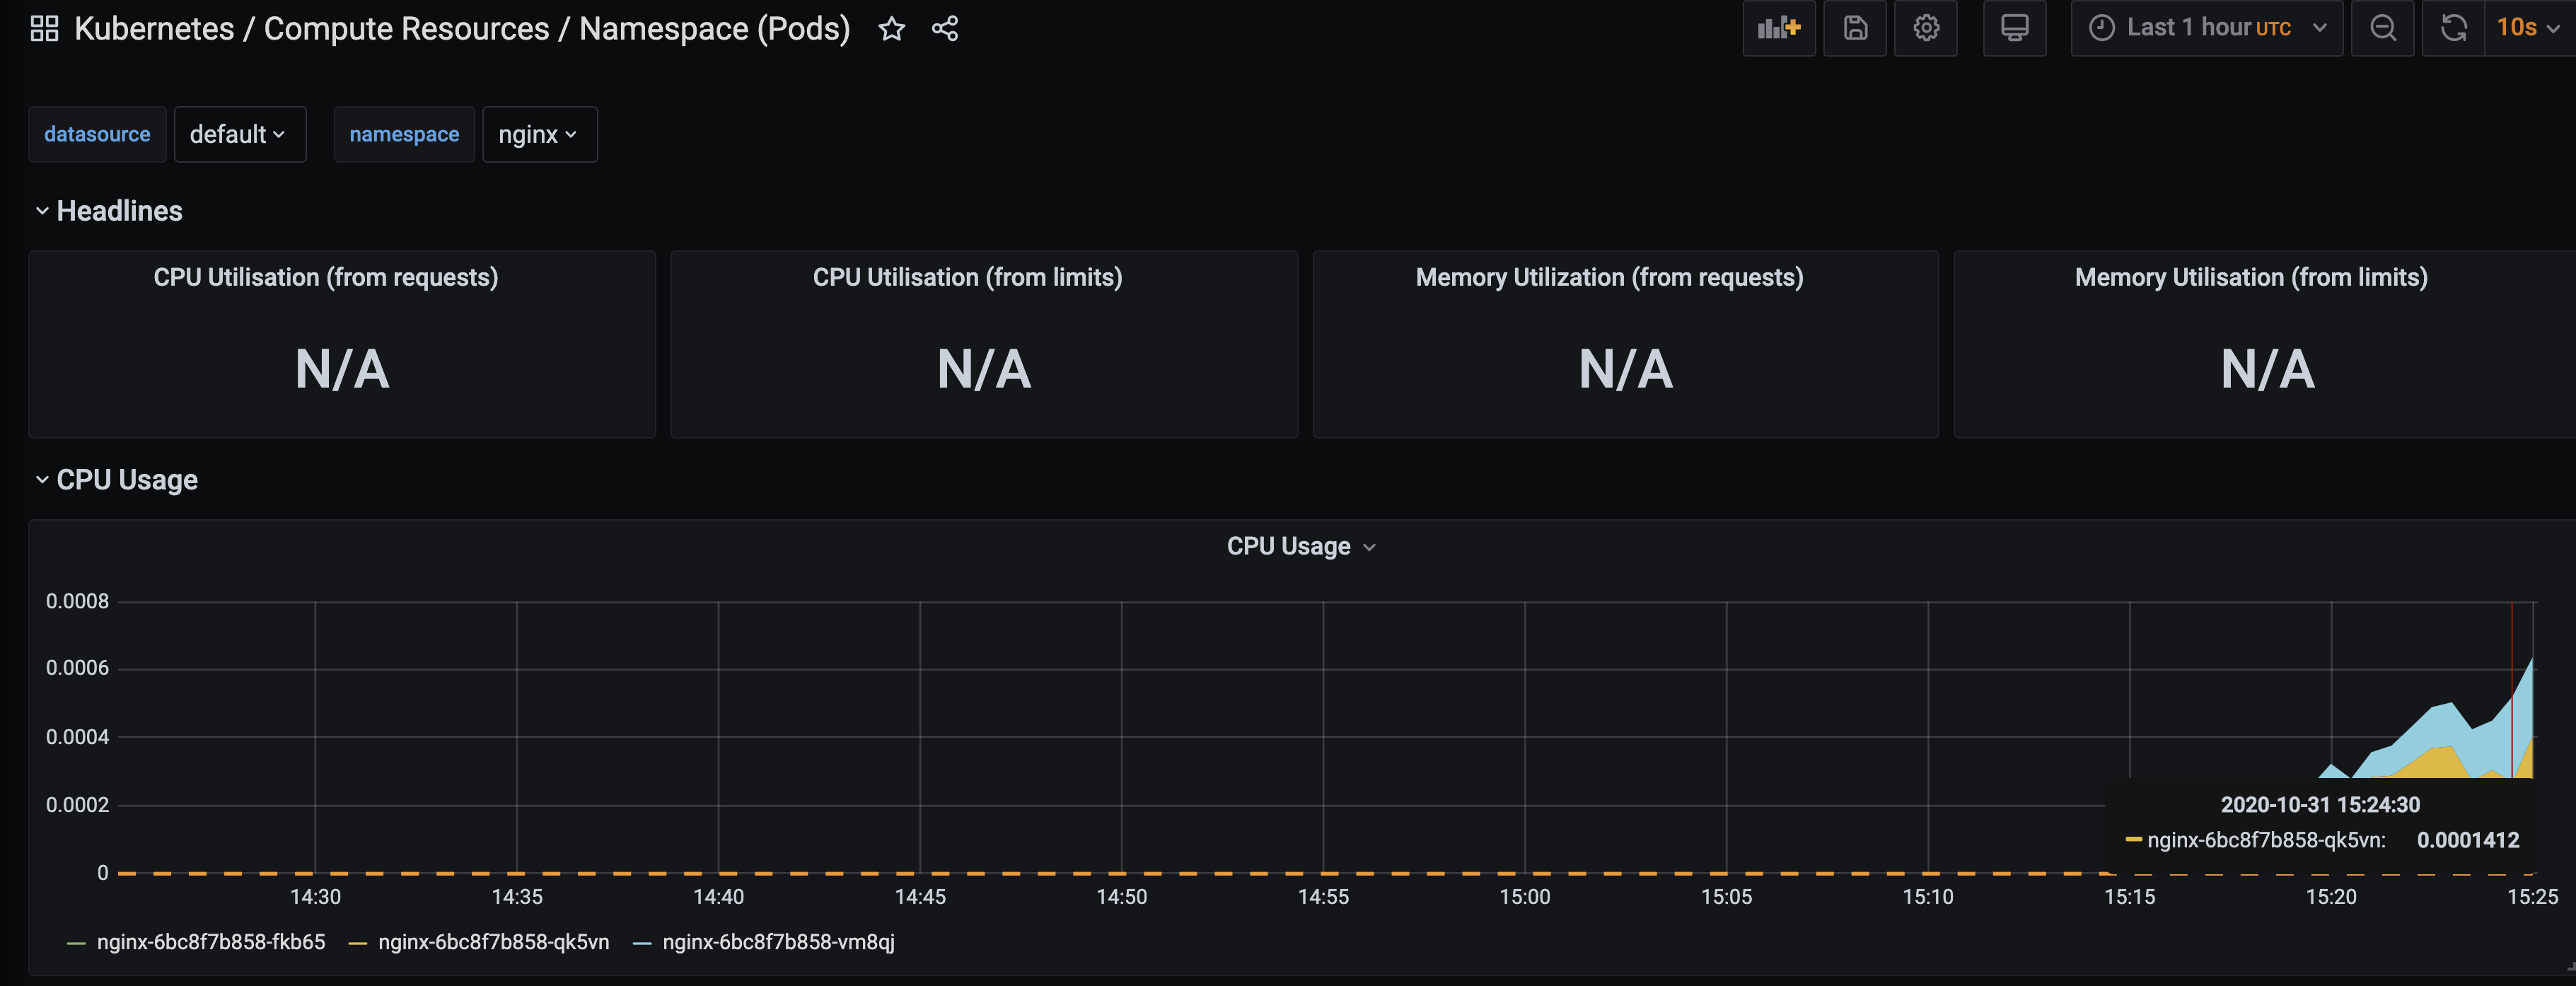 Kubernetes / Compute Resources / Namespace (Pods)
Last 1 hour UTC
10s
datasource default namespace nginx
Headlines
CPU Utilisation (from requests)
N/A
CPU Utilisation (from limits)
N/A
Memory Utilization (from requests)
N/A
Memory Utilisation (from limits)
N/A
CPU Usage
CPU Usage
0.0008
0.0006
0.0004
0.0002
0
2020-10-31 15:24:30
nginx-6bc8f7b858-qk5vn: 0.0001412
14:30 14:35 14:40 14:45 14:50 14:55 15:00 15:05 15:10 15:15 15:20 15:25
nginx-6bc8f7b858-fkb65 nginx-6bc8f7b858-qk5vn nginx-6bc8f7b858-vm8qj